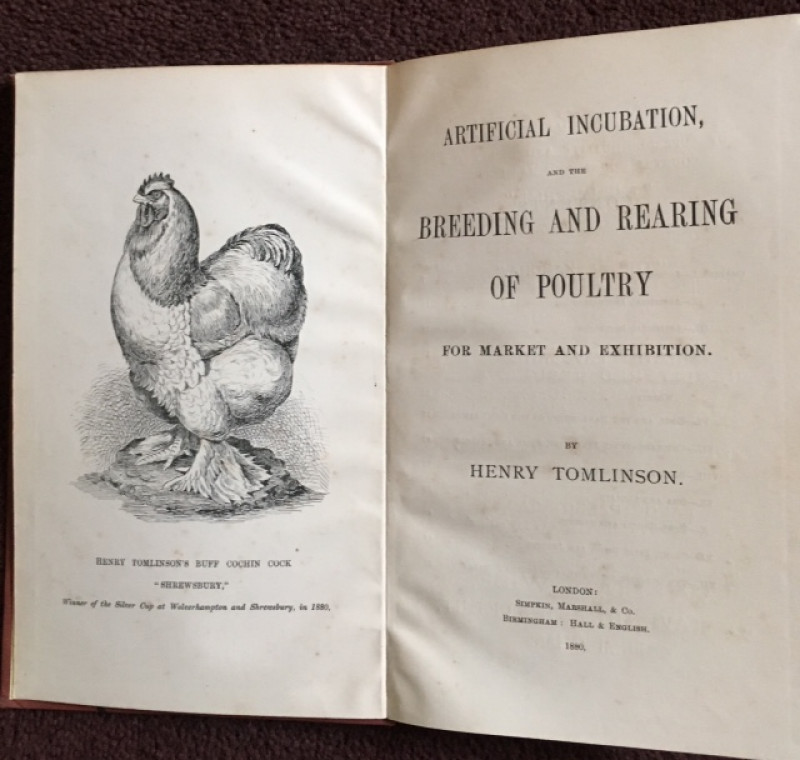 HENRY TOMLINSON'S BUFF COCHIN COCK
"SHREWSBURY,"
Winner of the Silver Cup at Wolverhampton and Shrewsbury, in 1880.
ARTIFICIAL INCUBATION,
AND THE
BREEDING AND REARING
OF POULTRY
FOR MARKET AND EXHIBITION.
BY
HENRY TOMLINSON.
LONDON:
SIMPKIN, MARSHALL, & CO.
BIRMINGHAM: HALL & ENGLISH.
1880.